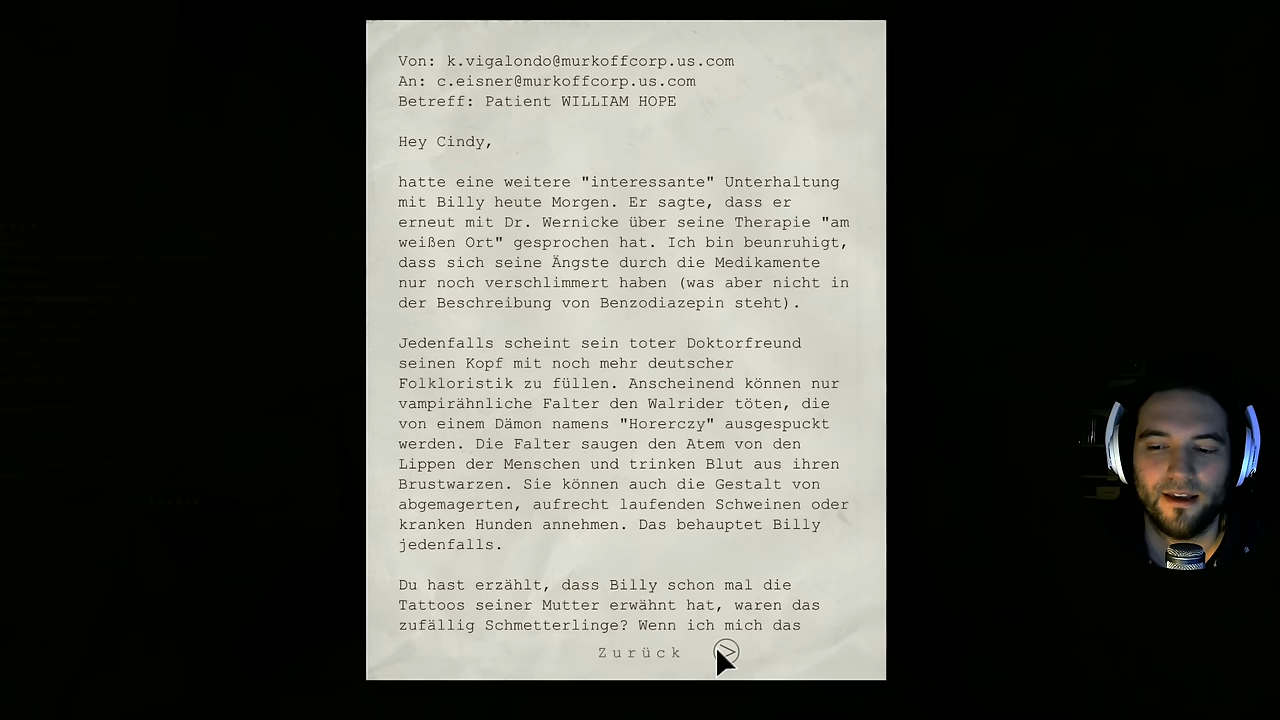 Von: k.vigalondo@murkoffcorp.us.com
An: c.eisner@murkoffcorp.us.com
Betreff: Patient WILLIAM HOPE
Hey Cindy,
hatte eine weitere "interessante" Unterhaltung
mit Billy heute Morgen. Er sagte, dass er
erneut mit Dr. Wernicke über seine Therapie "am
weißen Ort" gesprochen hat. Ich bin beunruhigt,
dass sich seine Ängste durch die Medikamente
nur noch verschlimmert haben (was aber nicht in
der Beschreibung von Benzodiazepin steht).
Jedenfalls scheint sein toter Doktorfreund
seinen Kopf mit noch mehr deutscher
Folkloristik zu füllen. Anscheinend können nur
vampirähnliche Falter den Walrider töten, die
von einem Dämon namens "Horerczy" ausgespuckt
werden. Die Falter saugen den Atem von den
Lippen der Menschen und trinken Blut aus ihren
Brustwarzen. Sie können auch die Gestalt von
abgemagerten, aufrecht laufenden Schweinen oder
kranken Hunden annehmen. Das behauptet Billy
jedenfalls.
Du hast erzählt, dass Billy schon mal die
Tattoos seiner Mutter erwähnt hat, waren das
zufällig Schmetterlinge? Wenn ich mich das
Zurück >